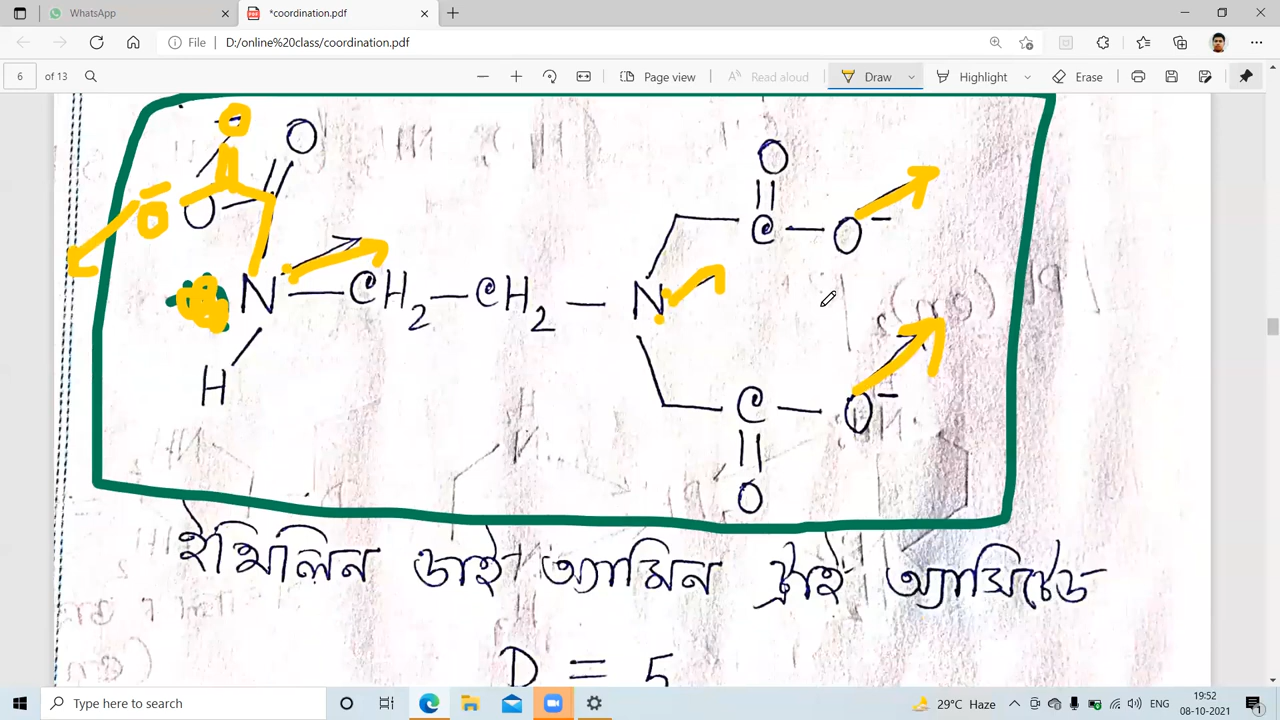 WhatsApp
*coordination.pdf
File D:/online%20class/coordination.pdf
6 of 13 Page view Read aloud Draw Highlight Erase
O O O
Ō O C — O⁻
N — CH₂ — CH₂ — N
H
C — O⁻
O
ইথিলিন ডাই অ্যামিন ট্রাই অ্যাসিটেড
D = 5
Type here to search
29°C Haze ENG 19:52
08-10-2021